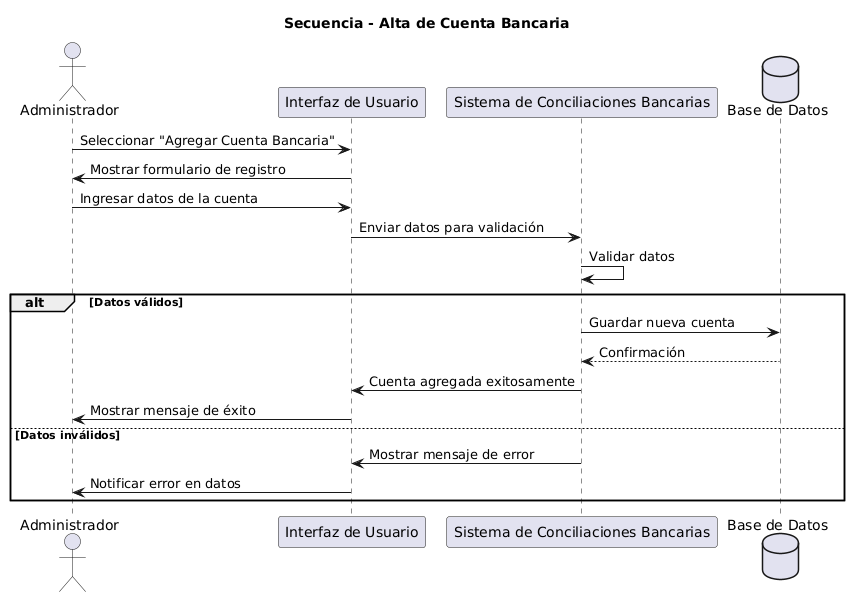 Secuencia - Alta de Cuenta Bancaria
Administrador
Interfaz de Usuario
Sistema de Conciliaciones Bancarias
Base de Datos
Seleccionar "Agregar Cuenta Bancaria"
Mostrar formulario de registro
Ingresar datos de la cuenta
Enviar datos para validación
Validar datos
alt
[Datos válidos]
Guardar nueva cuenta
Confirmación
Cuenta agregada exitosamente
Mostrar mensaje de éxito
[Datos inválidos]
Mostrar mensaje de error
Notificar error en datos
Administrador
Interfaz de Usuario
Sistema de Conciliaciones Bancarias
Base de Datos